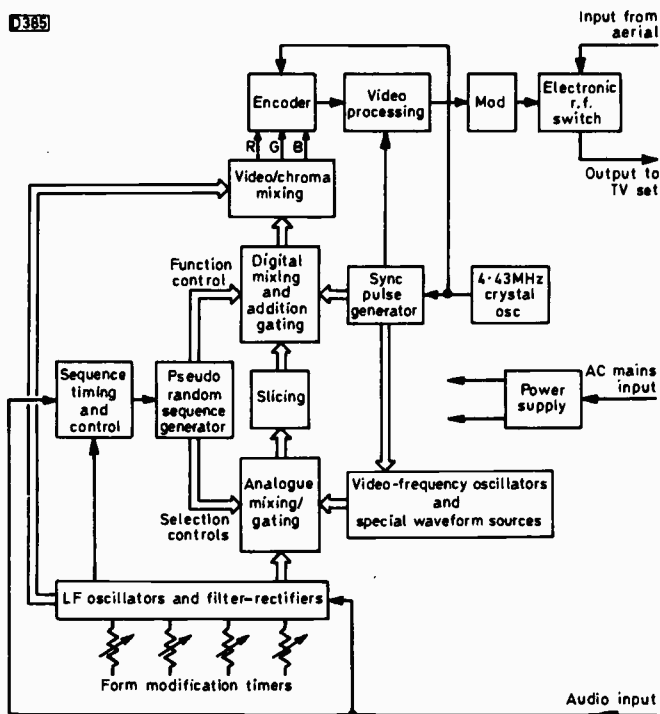 D385
Input from
aerial
Encoder
Video
processing
Mod
Electronic
r.f.
switch
R G B
Output to
TV set
Video/chroma
mixing
Function
control
Digital
mixing
and
addition
gating
Sync
pulse
generator
4·43MHz
crystal
osc
Sequence
timing
and
control
Pseudo
random
sequence
generator
Slicing
AC mains
input
Power
supply
Selection
controls
Analogue
mixing/
gating
Video-frequency oscillators
and
special waveform sources
LF oscillators and filter-rectifiers
Form modification timers
Audio input